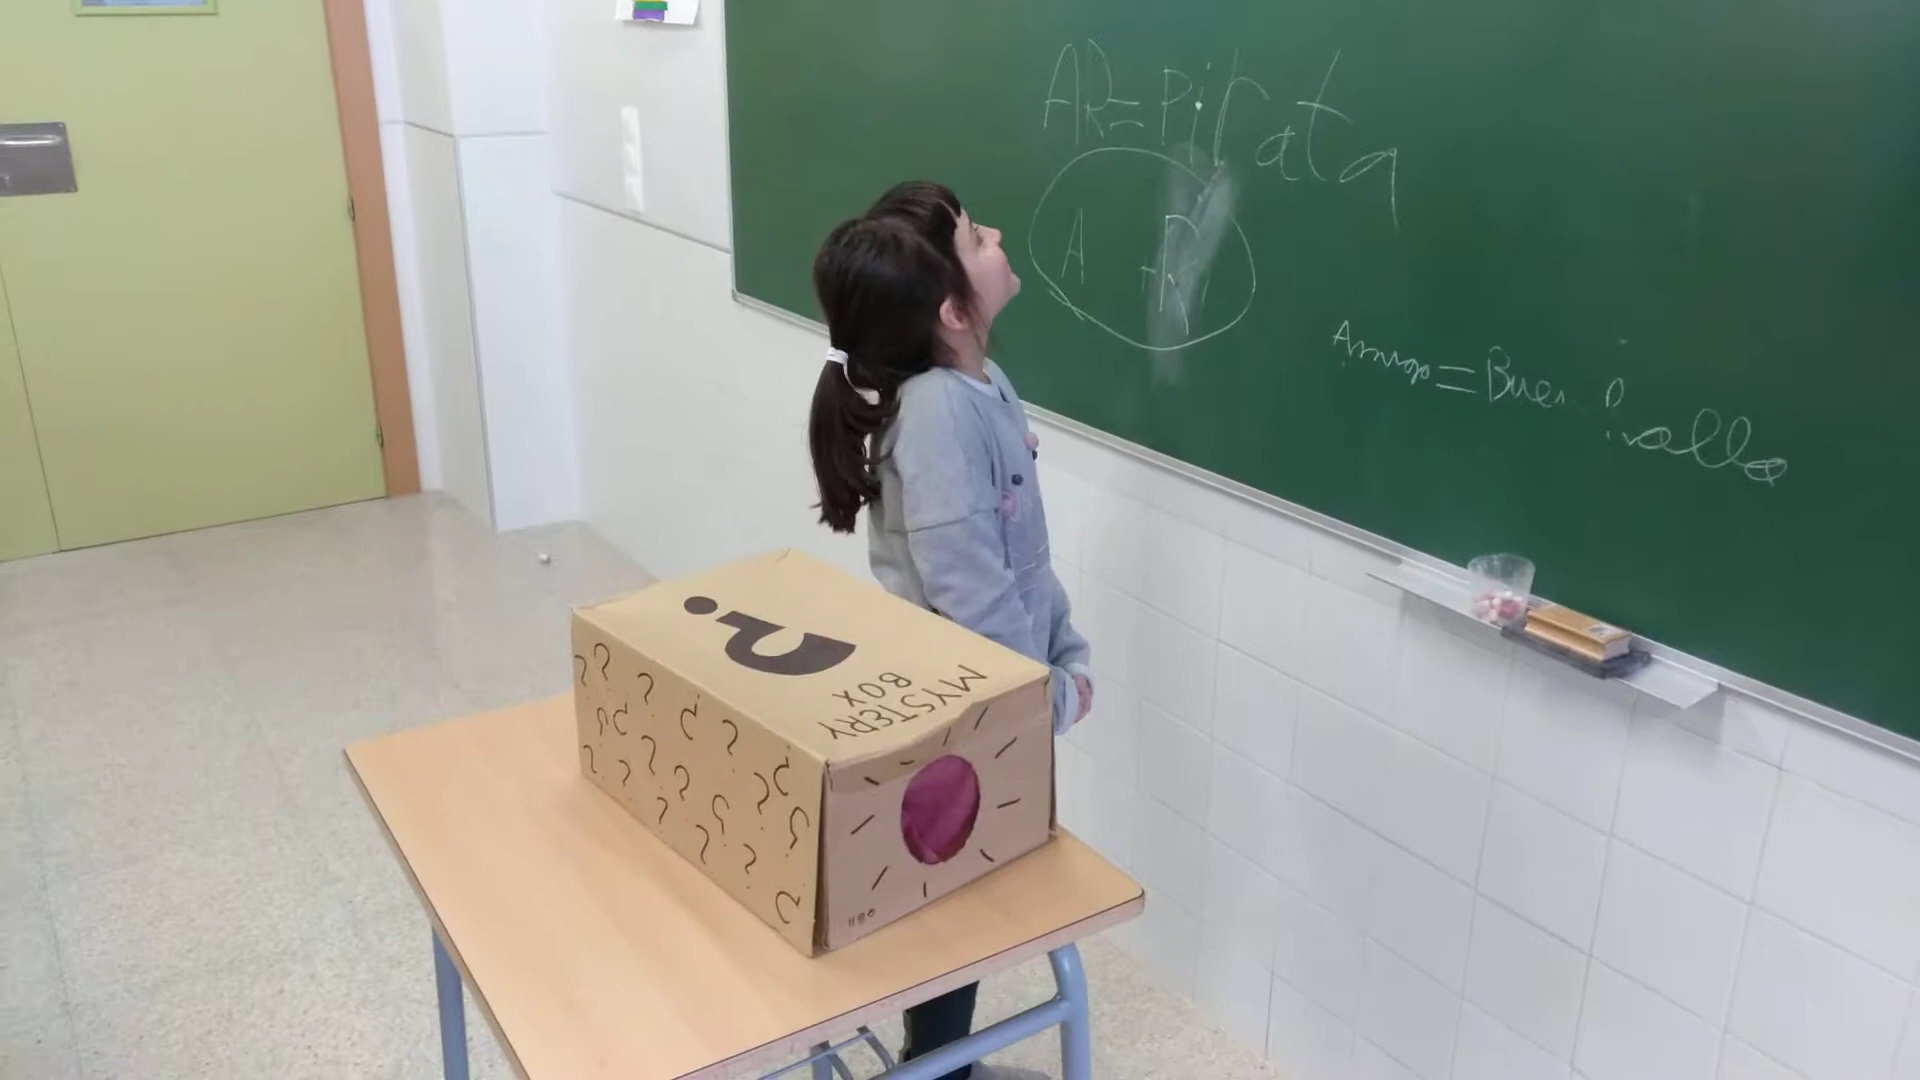 AR=Pirata
A R
Amigo = Buen
?
MYSTERY
BOX